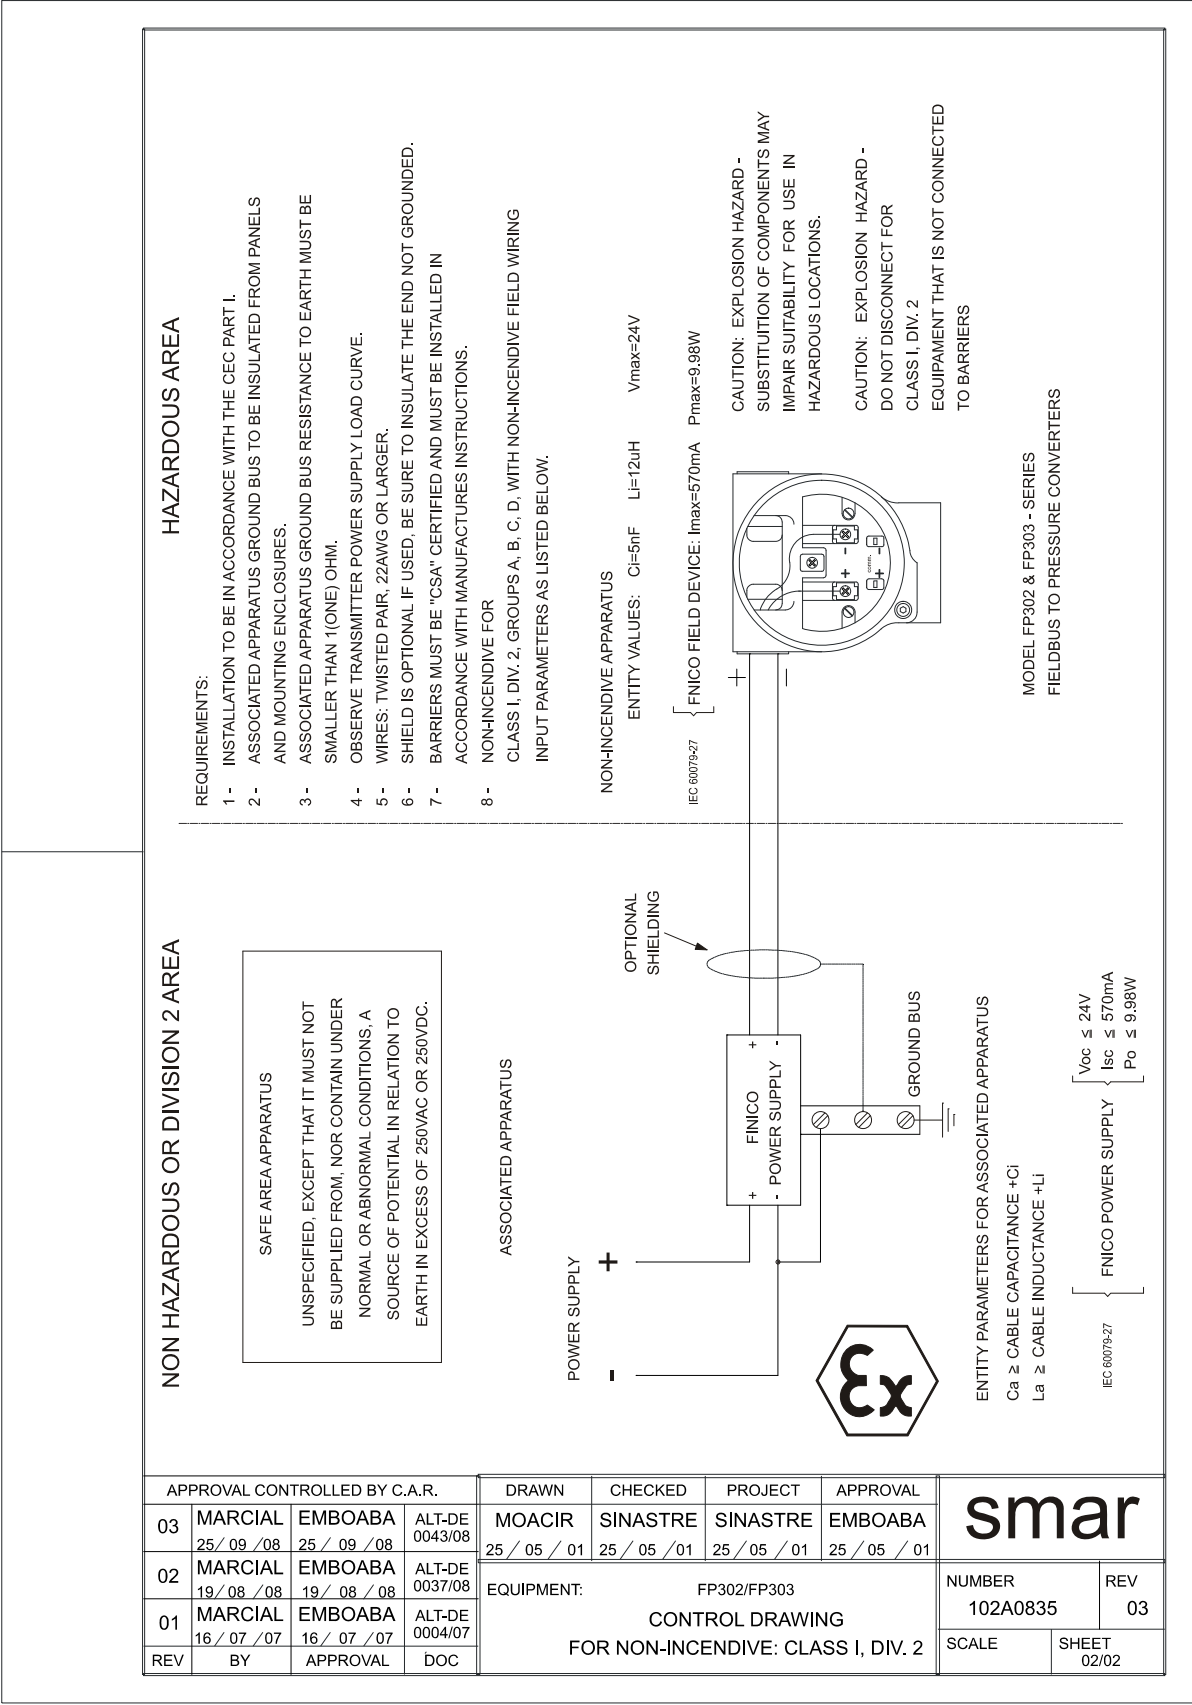 NON HAZARDOUS OR DIVISION 2 AREA
SAFE AREA APPARATUS
UNSPECIFIED, EXCEPT THAT IT MUST NOT
BE SUPPLIED FROM, NOR CONTAIN UNDER
NORMAL OR ABNORMAL CONDITIONS, A
SOURCE OF POTENTIAL IN RELATION TO
EARTH IN EXCESS OF 250VAC OR 250VDC.
ASSOCIATED APPARATUS
POWER SUPPLY
- +
OPTIONAL
SHIELDING
+ +
FINICO
POWER SUPPLY
- -
GROUND BUS
Ex
ENTITY PARAMETERS FOR ASSOCIATED APPARATUS
Ca ≥ CABLE CAPACITANCE +Ci
La ≥ CABLE INDUCTANCE +Li
IEC 60079-27
FNICO POWER SUPPLY
Voc ≤ 24V
Isc ≤ 570mA
Po ≤ 9.98W
HAZARDOUS AREA
REQUIREMENTS:
1 - INSTALLATION TO BE IN ACCORDANCE WITH THE CEC PART I.
2 - ASSOCIATED APPARATUS GROUND BUS TO BE INSULATED FROM PANELS
AND MOUNTING ENCLOSURES.
3 - ASSOCIATED APPARATUS GROUND BUS RESISTANCE TO EARTH MUST BE
SMALLER THAN 1(ONE) OHM.
4 - OBSERVE TRANSMITTER POWER SUPPLY LOAD CURVE.
5 - WIRES: TWISTED PAIR, 22AWG OR LARGER.
6 - SHIELD IS OPTIONAL IF USED, BE SURE TO INSULATE THE END NOT GROUNDED.
7 - BARRIERS MUST BE "CSA" CERTIFIED AND MUST BE INSTALLED IN
ACCORDANCE WITH MANUFACTURES INSTRUCTIONS.
8 - NON-INCENDIVE FOR
CLASS I, DIV. 2, GROUPS A, B, C, D, WITH NON-INCENDIVE FIELD WIRING
INPUT PARAMETERS AS LISTED BELOW.
NON-INCENDIVE APPARATUS
ENTITY VALUES: Ci=5nF Li=12uH Vmax=24V
IEC 60079-27
FNICO FIELD DEVICE: Imax=570mA Pmax=9.98W
+
-
+ -
comm.
+ -
CAUTION: EXPLOSION HAZARD -
SUBSTITUITION OF COMPONENTS MAY
IMPAIR SUITABILITY FOR USE IN
HAZARDOUS LOCATIONS.
CAUTION: EXPLOSION HAZARD -
DO NOT DISCONNECT FOR
CLASS I, DIV. 2
EQUIPAMENT THAT IS NOT CONNECTED
TO BARRIERS
MODEL FP302 & FP303 - SERIES
FIELDBUS TO PRESSURE CONVERTERS
APPROVAL CONTROLLED BY C.A.R.
03 MARCIAL 25/ 09 /08 EMBOABA 25 / 09 / 08 ALT-DE 0043/08
02 MARCIAL 19/ 08 /08 EMBOABA 19/ 08 / 08 ALT-DE 0037/08
01 MARCIAL 16 / 07 /07 EMBOABA 16/ 07 / 07 ALT-DE 0004/07
REV BY APPROVAL DOC
DRAWN CHECKED PROJECT APPROVAL
MOACIR SINASTRE SINASTRE EMBOABA
25 / 05 / 01 25 / 05 /01 25 / 05 / 01 25 / 05 / 01
EQUIPMENT: FP302/FP303
CONTROL DRAWING
FOR NON-INCENDIVE: CLASS I, DIV. 2
smar
NUMBER REV
102A0835 03
SCALE SHEET
02/02